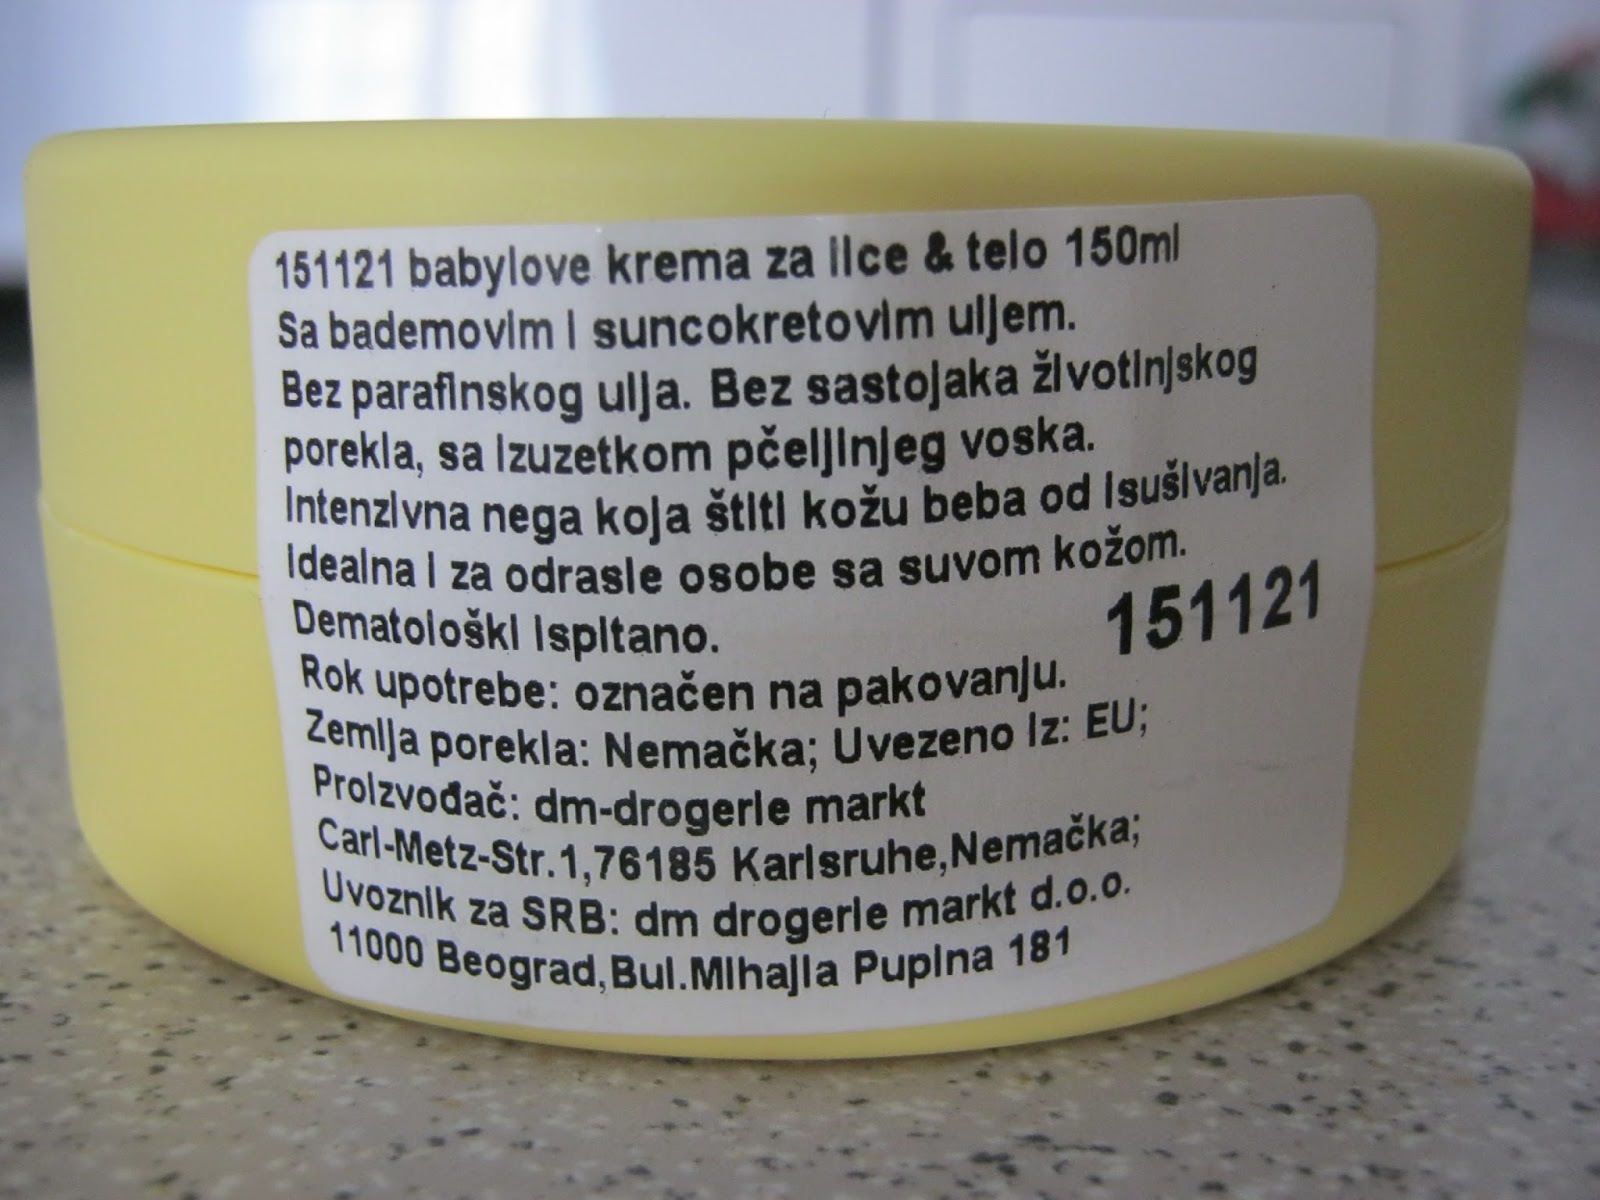 151121 babylove krema za lice & telo 150ml
Sa bademovim i suncokretovim uljem.
Bez parafinskog ulja. Bez sastojaka životinjskog
porekla, sa izuzetkom pčeljinjeg voska.
Intenzivna nega koja štiti kožu beba od isušivanja.
Idealna i za odrasle osobe sa suvom kožom.
Dematološki ispitano.
151121
Rok upotrebe: označen na pakovanju.
Zemlja porekla: Nemačka; Uvezeno iz: EU;
Proizvođač: dm-drogerie markt
Carl-Metz-Str.1,76185 Karlsruhe,Nemačka;
Uvoznik za SRB: dm drogerie markt d.o.o.
11000 Beograd,Bul.Mihajla Pupina 181